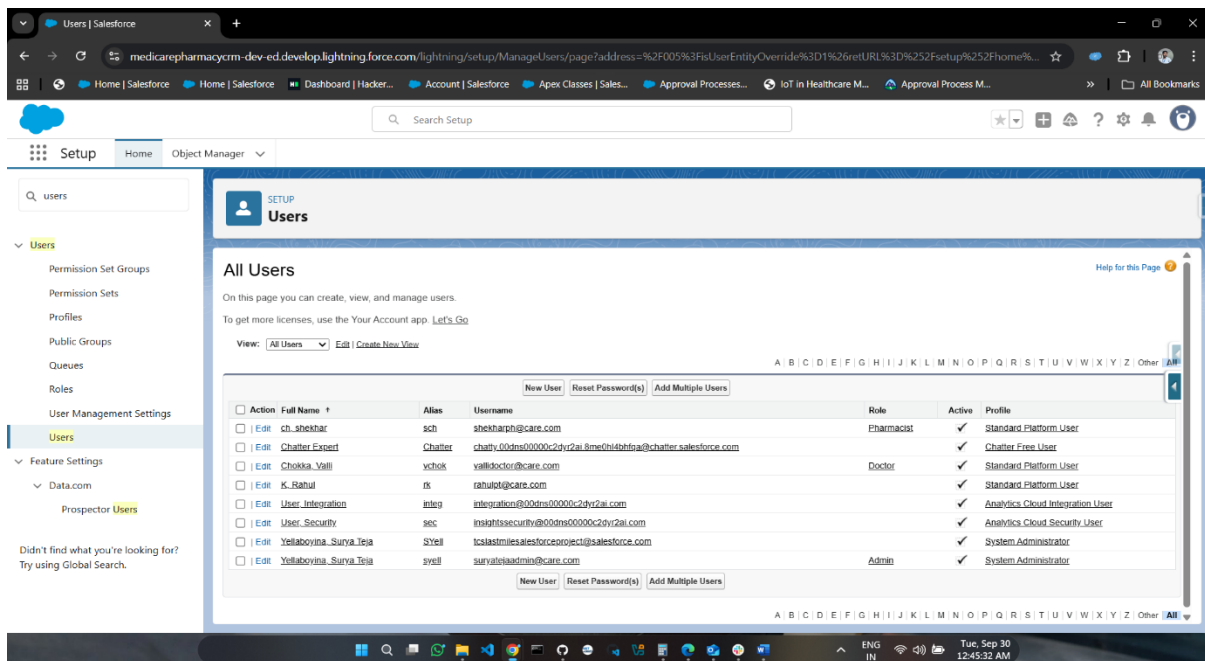 Users | Salesforce
medicarepharmacycrm-dev-ed.develop.lightning.force.com/lightning/setup/ManageUsers/page?address=%2F005%3FisUserEntityOverride%3D1%26retURL%3D%252Fsetup%252Fhome%...
Home | Salesforce Home | Salesforce Dashboard | Hacker... Account | Salesforce Apex Classes | Sales... Approval Processes... IoT in Healthcare M... Approval Process M... » All Bookmarks
Search Setup
Setup Home Object Manager
users
SETUP
Users
Users
Permission Set Groups
Permission Sets
Profiles
Public Groups
Queues
Roles
User Management Settings
Users
Feature Settings
Data.com
Prospector Users
Didn't find what you're looking for?
Try using Global Search.
All Users
Help for this Page
On this page you can create, view, and manage users.
To get more licenses, use the Your Account app. Let's Go
View: All Users Edit | Create New View
A | B | C | D | E | F | G | H | I | J | K | L | M | N | O | P | Q | R | S | T | U | V | W | X | Y | Z | Other All
New User Reset Password(s) Add Multiple Users
Action Full Name ↑ Alias Username Role Active Profile
| Edit ch, shekhar sch shekharph@care.com Pharmacist ✓ Standard Platform User
| Edit Chatter Expert Chatter chatty.00dns00000c2dyr2ai.8me0hl4bhfqa@chatter.salesforce.com ✓ Chatter Free User
| Edit Chokka, Valli vchok vallidoctor@care.com Doctor ✓ Standard Platform User
| Edit K, Rahul rk rahulpt@care.com ✓ Standard Platform User
| Edit User, Integration integ integration@00dns00000c2dyr2ai.com ✓ Analytics Cloud Integration User
| Edit User, Security sec insightssecurity@00dns00000c2dyr2ai.com ✓ Analytics Cloud Security User
| Edit Yellaboyina, Surya Teja SYell tcslastmilesalesforceproject@salesforce.com ✓ System Administrator
| Edit Yellaboyina, Surya Teja syell suryatejaadmin@care.com Admin ✓ System Administrator
New User Reset Password(s) Add Multiple Users
A | B | C | D | E | F | G | H | I | J | K | L | M | N | O | P | Q | R | S | T | U | V | W | X | Y | Z | Other All
ENG
IN
Tue, Sep 30
12:45:32 AM